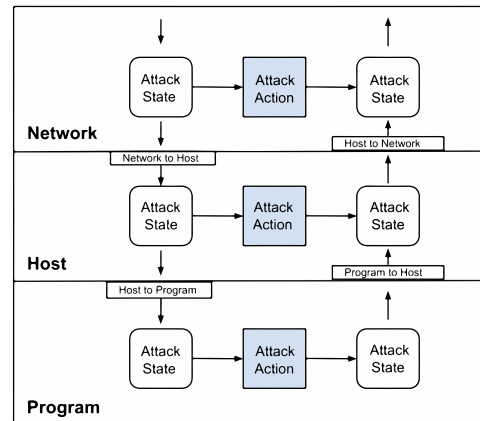 Attack
State
Attack
Action
Attack
State
Network
Host to Network
Network to Host
Attack
State
Attack
Action
Attack
State
Host
Program to Host
Host to Program
Attack
State
Attack
Action
Attack
State
Program